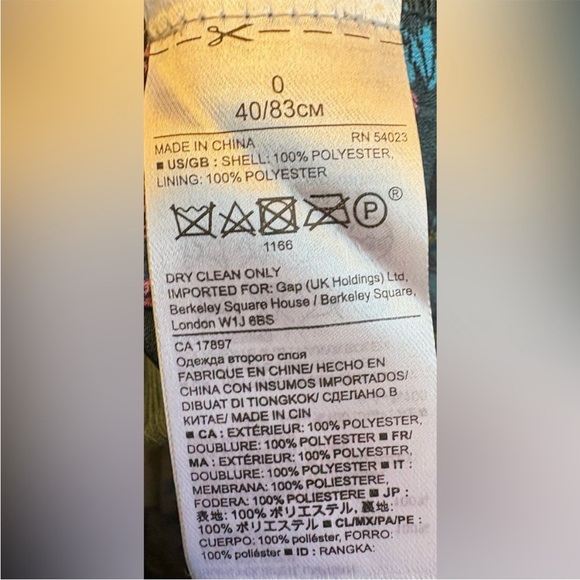 0
40/83CM
MADE IN CHINA RN 54023
■ US/GB : SHELL: 100% POLYESTER,
LINING: 100% POLYESTER
P ®
1166
DRY CLEAN ONLY
IMPORTED FOR: Gap (UK Holdings) Ltd,
Berkeley Square House / Berkeley Square,
London W1J 6BS
CA 17897
Одежда второго слоя
FABRIQUE EN CHINE/ HECHO EN
CHINA CON INSUMOS IMPORTADOS/
DIBUAT DI TIONGKOK/ СДЕЛАНО В
КИТАЕ/ MADE IN CIN
■ CA : EXTÉRIEUR: 100% POLYESTER,
DOUBLURE: 100% POLYESTER ■ FR/
MA : EXTÉRIEUR: 100% POLYESTER,
DOUBLURE: 100% POLYESTER ■ IT :
MEMBRANA: 100% POLIESTERE,
FODERA: 100% POLIESTERE ■ JP :
表地: 100% ポリエステル, 裏地:
100% ポリエステル ■ CL/MX/PA/PE :
CUERPO: 100% poliéster, FORRO:
100% poliéster ■ ID : RANGKA: